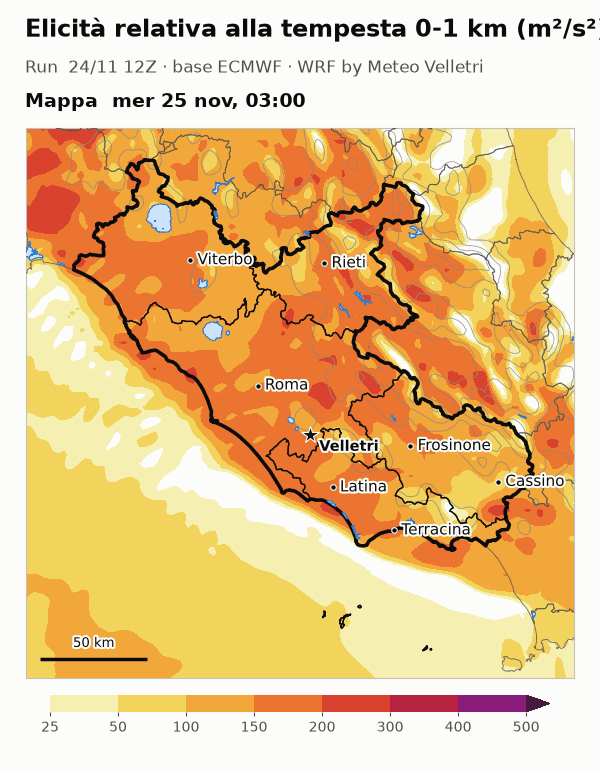 Elicità relativa alla tempesta 0-1 km (m²/s²)
Run  24/11 12Z · base ECMWF · WRF by Meteo Velletri
Mappa  mer 25 nov, 03:00
Viterbo
Rieti
Roma
Velletri
Frosinone
Cassino
Latina
Terracina
50 km
25 50 100 150 200 300 400 500